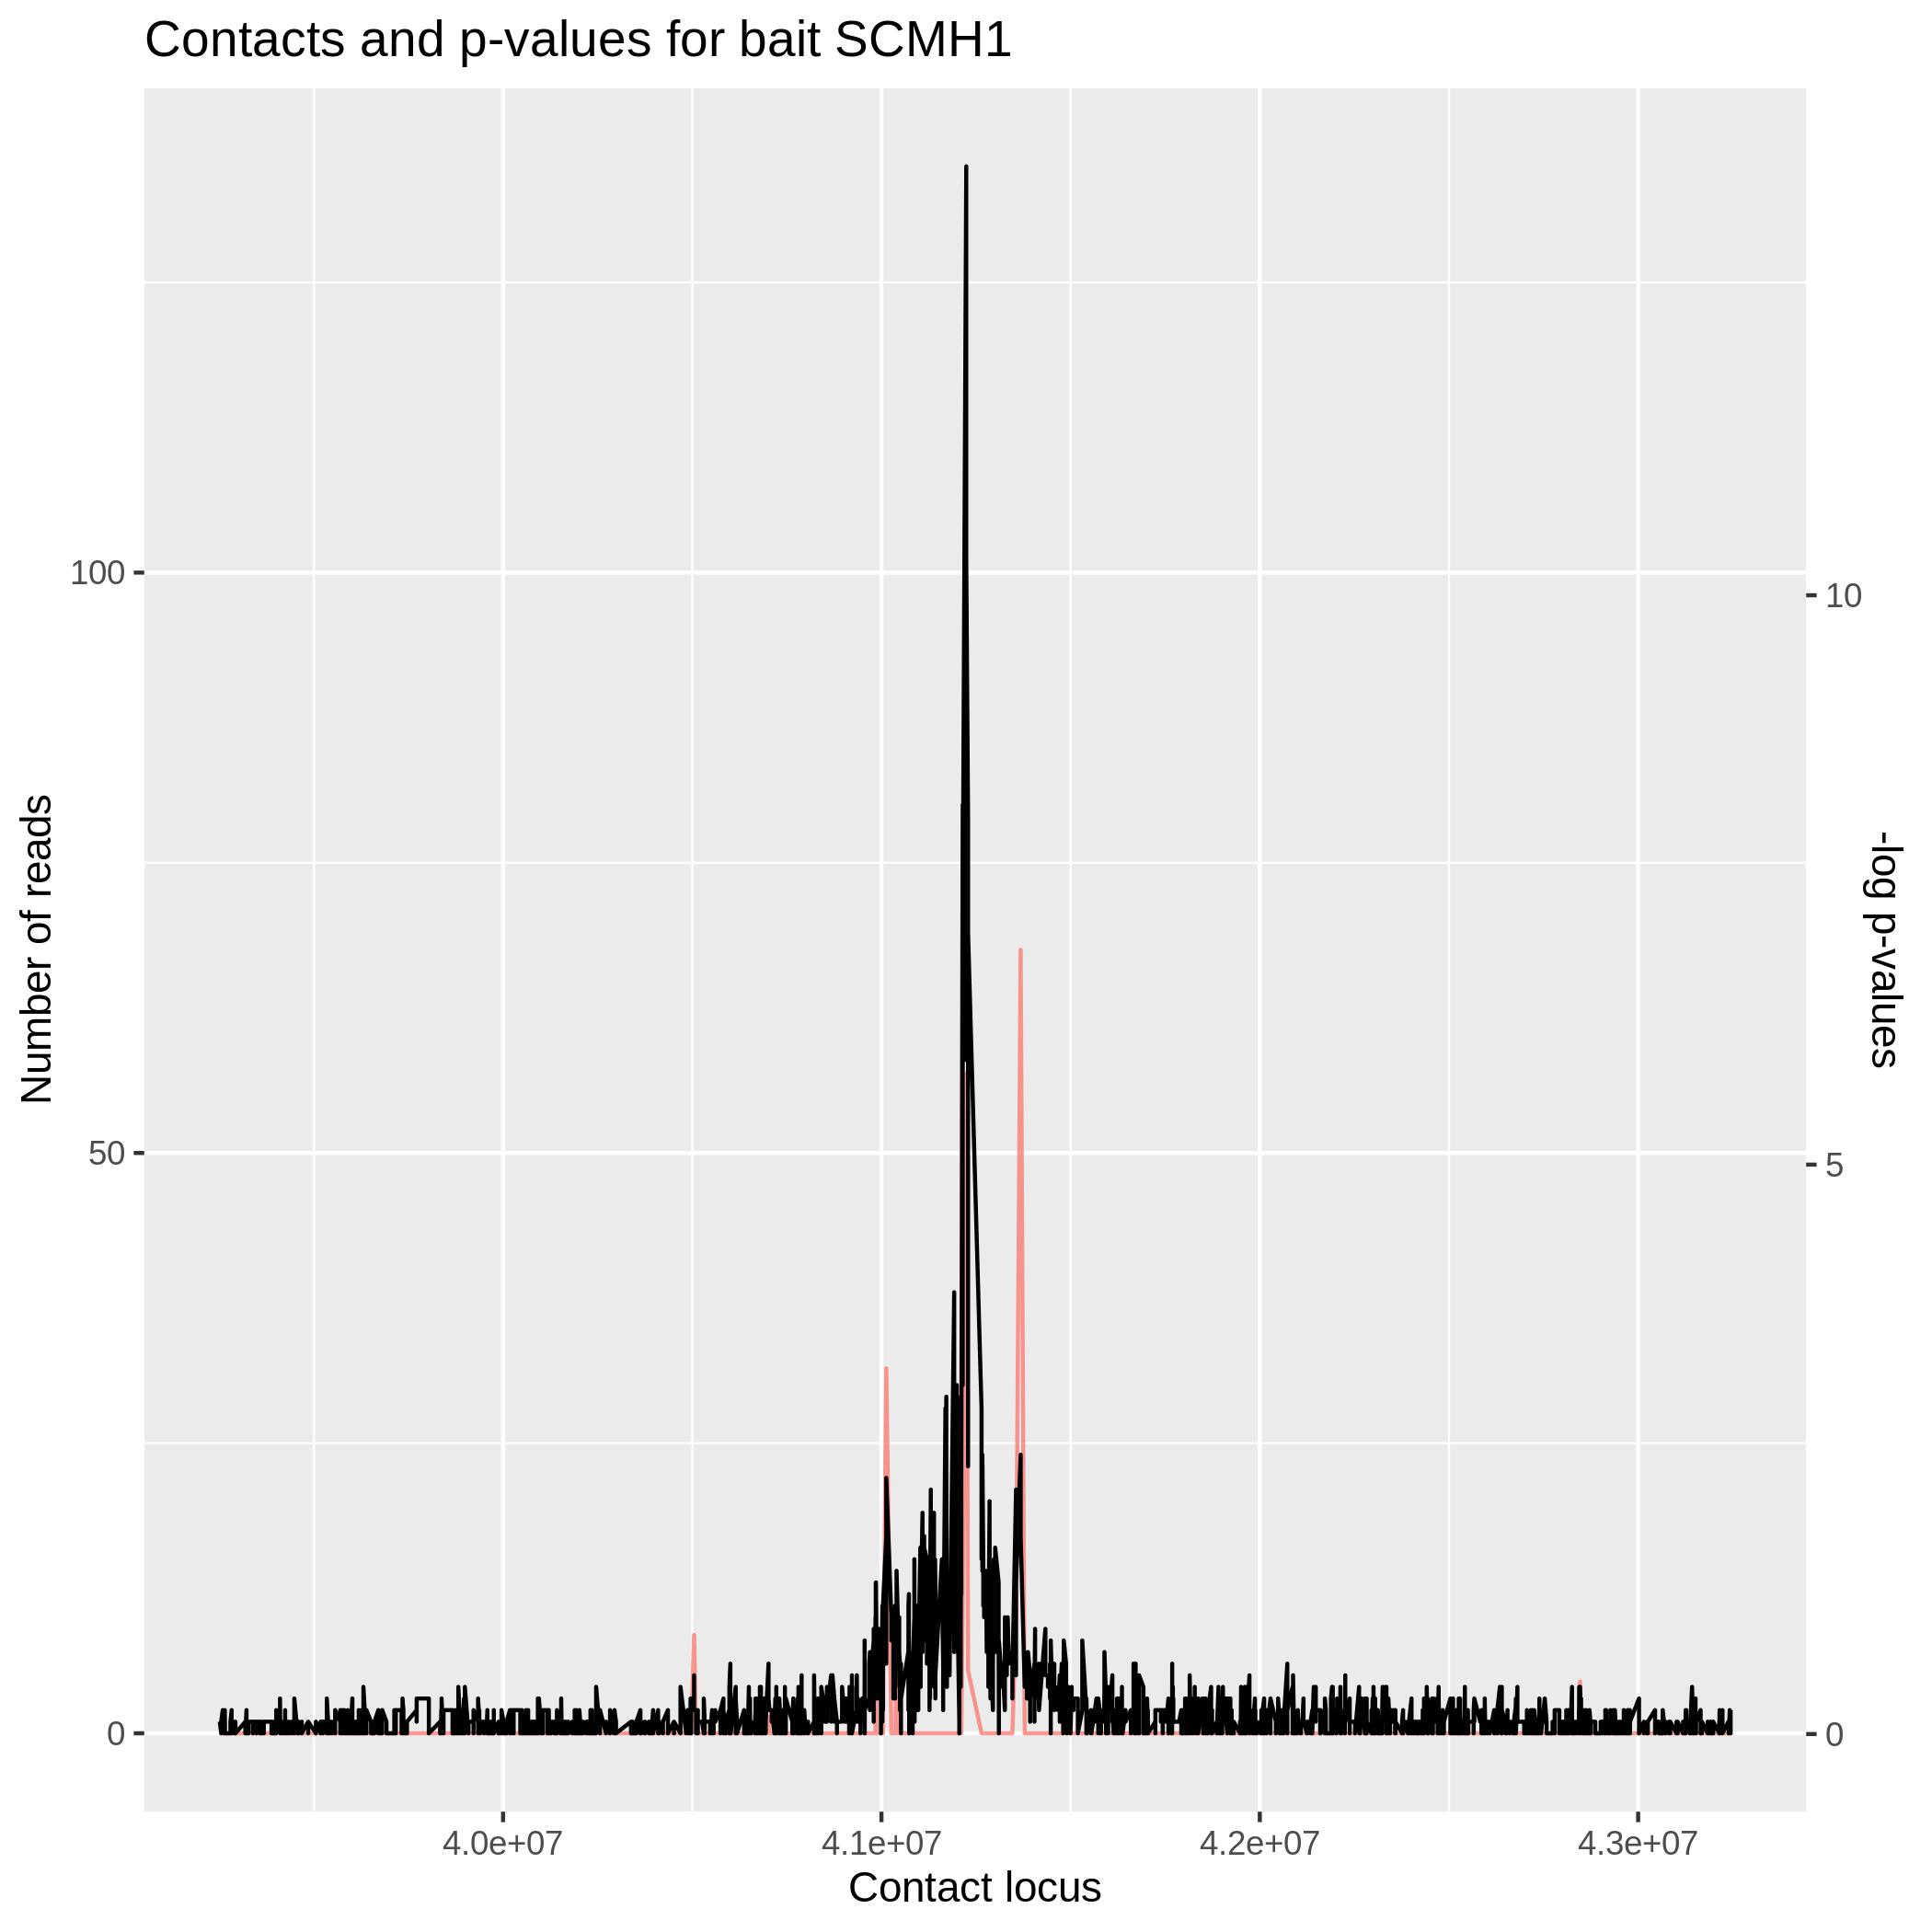 Contacts and p-values for bait SCMH1
Number of reads
100
50
0
10
5
0
-log p-values
4.0e+07
4.1e+07
4.2e+07
4.3e+07
Contact locus